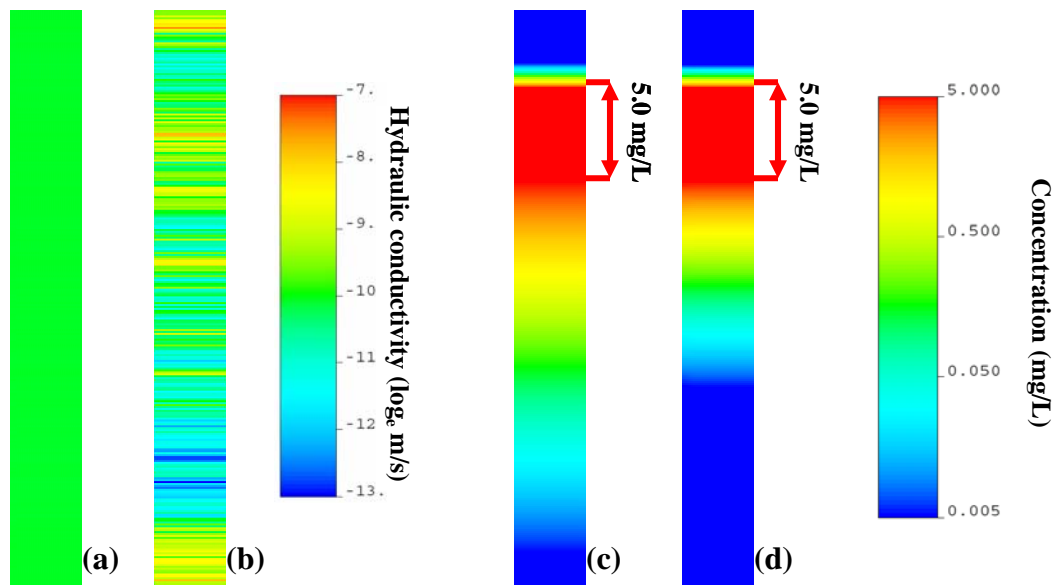 (a)
(b)
-7.
-8.
-9.
-10
-11.
-12.
-13.
Hydraulic conductivity (logₑ m/s)
(c)
5.0 mg/L
(d)
5.0 mg/L
5.000
0.500
0.050
0.005
Concentration (mg/L)